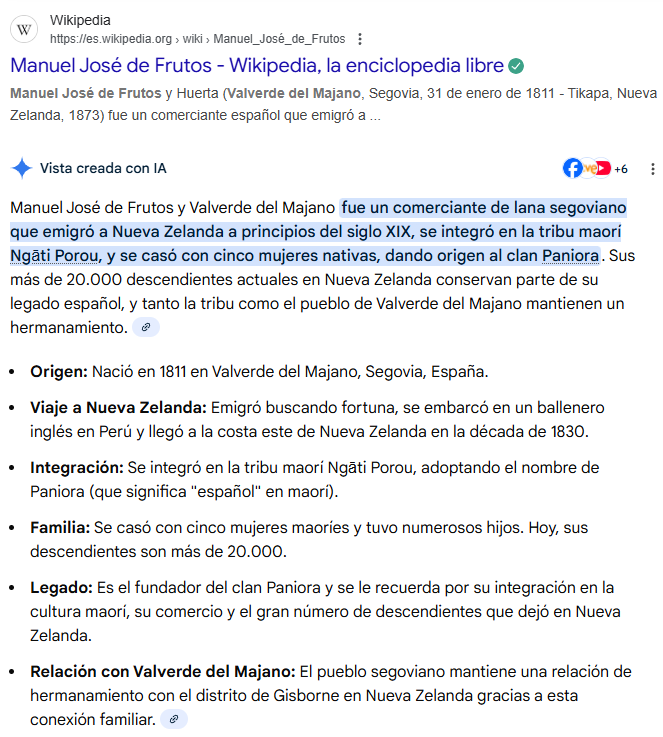 W
Wikipedia
https://es.wikipedia.org › wiki › Manuel_José_de_Frutos
Manuel José de Frutos - Wikipedia, la enciclopedia libre
Manuel José de Frutos y Huerta (Valverde del Majano, Segovia, 31 de enero de 1811 - Tikapa, Nueva
Zelanda, 1873) fue un comerciante español que emigró a ...
Vista creada con IA
+6
Manuel José de Frutos y Valverde del Majano fue un comerciante de lana segoviano
que emigró a Nueva Zelanda a principios del siglo XIX, se integró en la tribu maorí
Ngāti Porou, y se casó con cinco mujeres nativas, dando origen al clan Paniora. Sus
más de 20.000 descendientes actuales en Nueva Zelanda conservan parte de su
legado español, y tanto la tribu como el pueblo de Valverde del Majano mantienen un
hermanamiento.
• Origen: Nació en 1811 en Valverde del Majano, Segovia, España.
• Viaje a Nueva Zelanda: Emigró buscando fortuna, se embarcó en un ballenero
inglés en Perú y llegó a la costa este de Nueva Zelanda en la década de 1830.
• Integración: Se integró en la tribu maorí Ngāti Porou, adoptando el nombre de
Paniora (que significa "español" en maorí).
• Familia: Se casó con cinco mujeres maoríes y tuvo numerosos hijos. Hoy, sus
descendientes son más de 20.000.
• Legado: Es el fundador del clan Paniora y se le recuerda por su integración en la
cultura maorí, su comercio y el gran número de descendientes que dejó en Nueva
Zelanda.
• Relación con Valverde del Majano: El pueblo segoviano mantiene una relación de
hermanamiento con el distrito de Gisborne en Nueva Zelanda gracias a esta
conexión familiar.